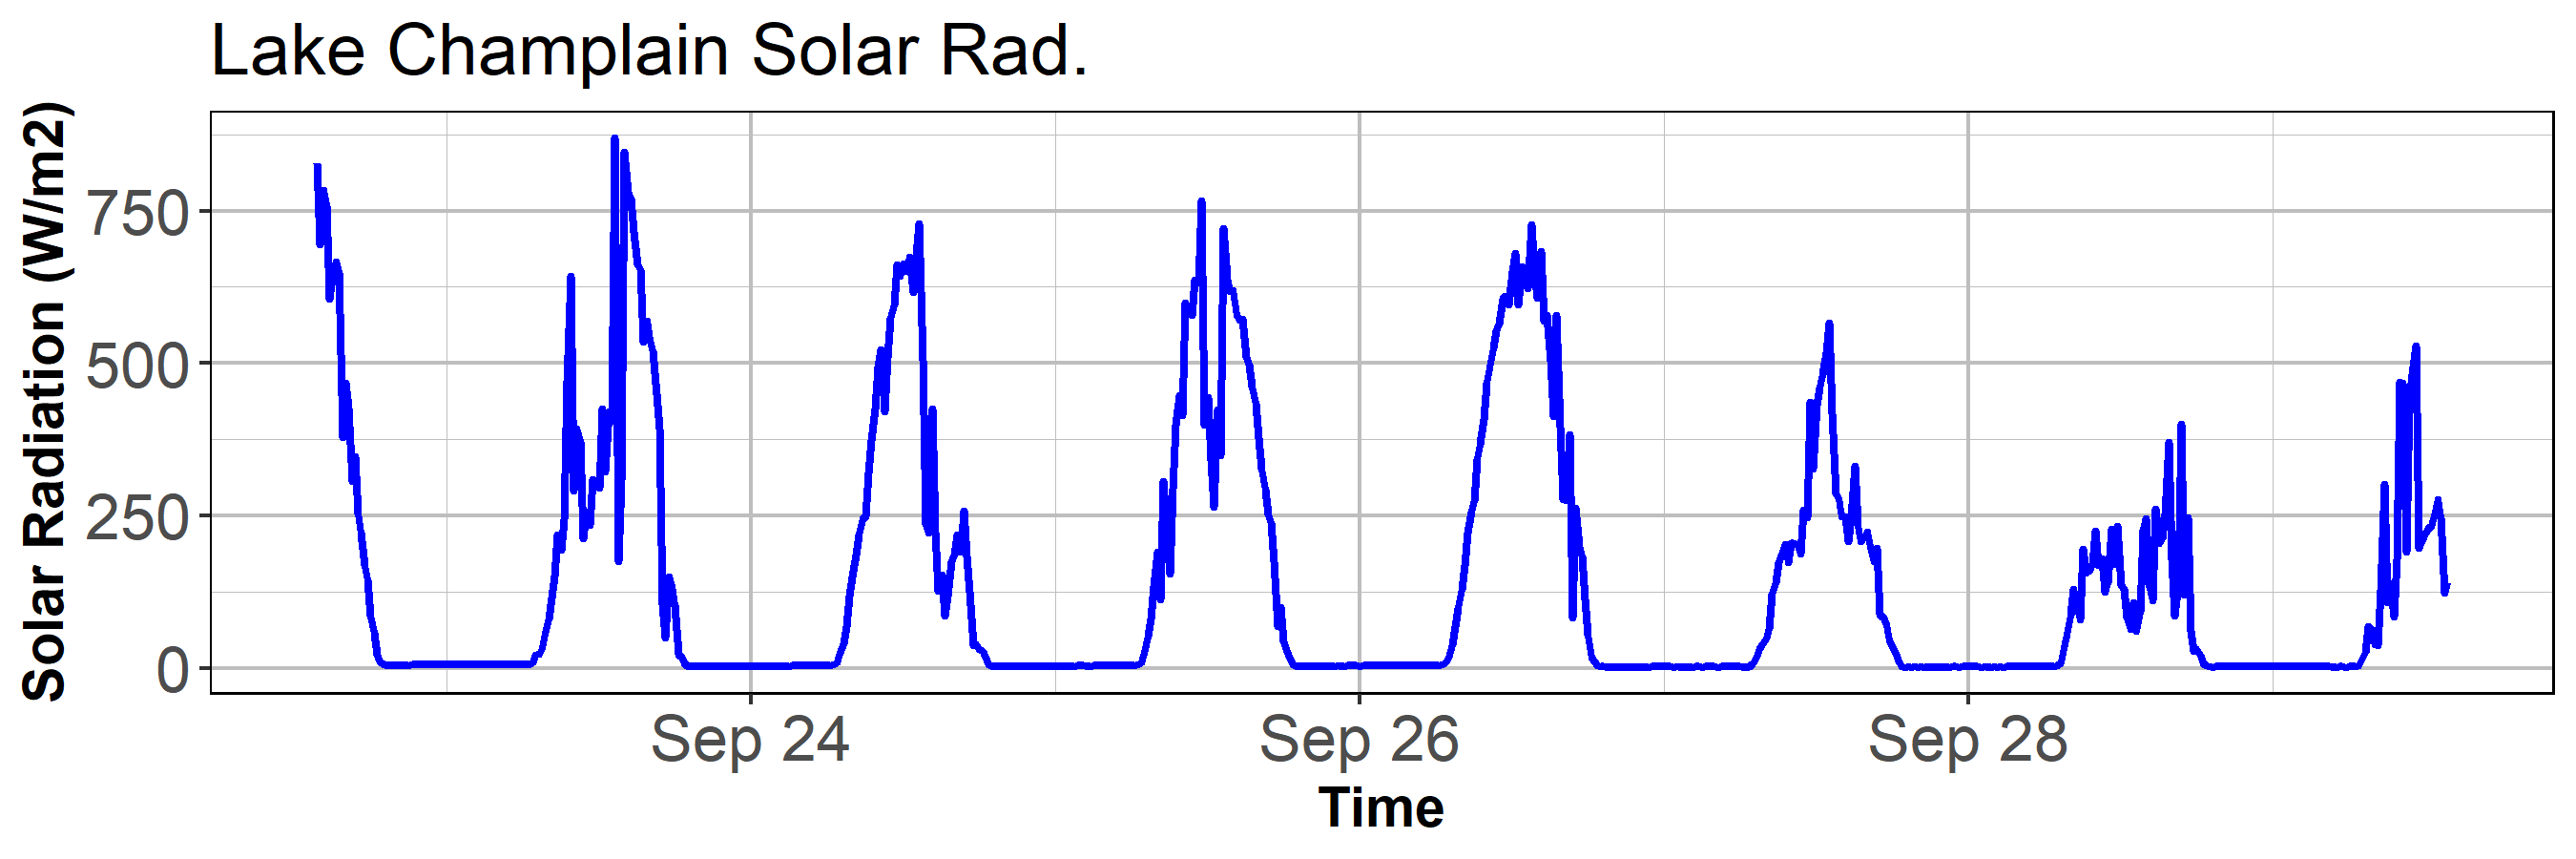 Lake Champlain Solar Rad.
Solar Radiation (W/m2)
750
500
250
0
Sep 24 Sep 26 Sep 28
Time